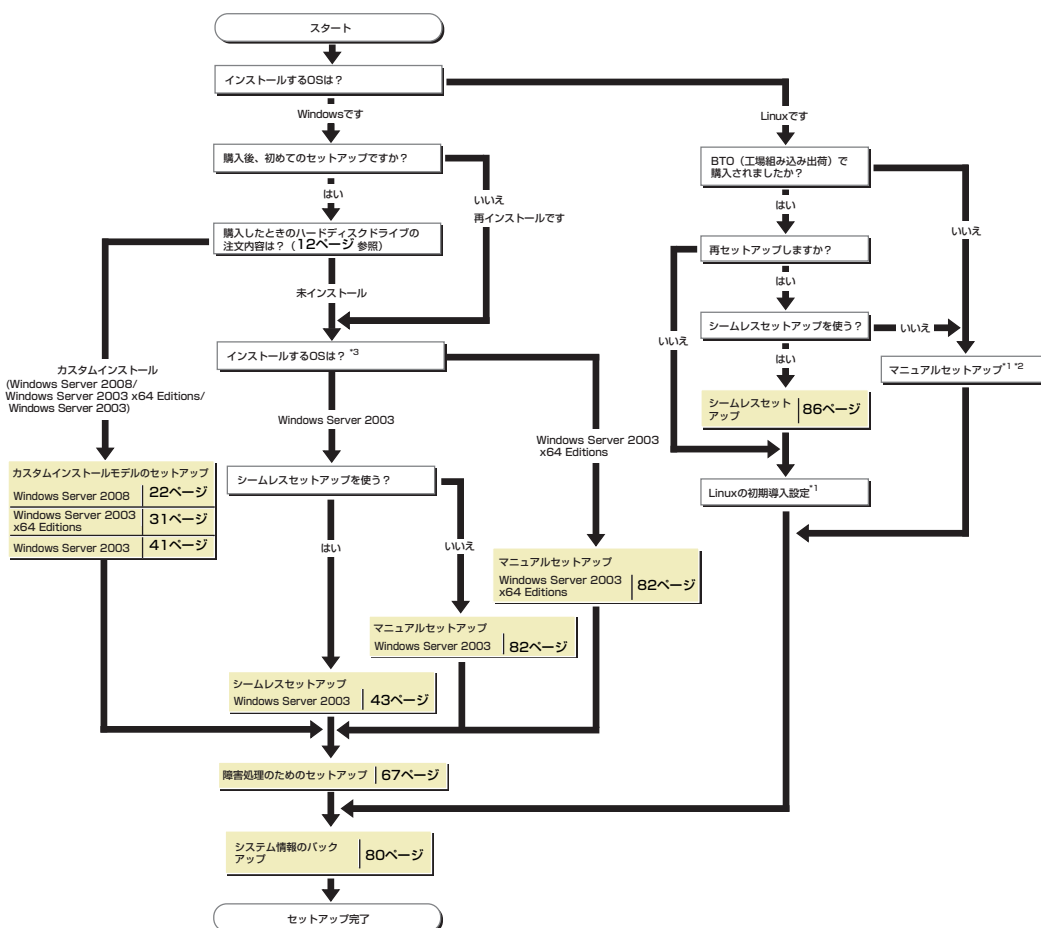 スタート
インストールするOSは？
Windowsです
Linuxです
購入後、初めてのセットアップですか？
はい
いいえ
再インストールです
購入したときのハードディスクドライブの
注文内容は？（12ページ 参照）
未インストール
カスタムインストール
(Windows Server 2008/
Windows Server 2003 x64 Editions/
Windows Server 2003)
カスタムインストールモデルのセットアップ
Windows Server 2008 22ページ
Windows Server 2003
x64 Editions 31ページ
Windows Server 2003 41ページ
インストールするOSは？ *3
Windows Server 2003
Windows Server 2003
x64 Editions
シームレスセットアップを使う？
はい
いいえ
マニュアルセットアップ
Windows Server 2003
x64 Editions 82ページ
マニュアルセットアップ
Windows Server 2003 82ページ
シームレスセットアップ
Windows Server 2003 43ページ
BTO（工場組み込み出荷）で
購入されましたか？
はい
いいえ
再セットアップしますか？
はい
いいえ
シームレスセットアップを使う？
いいえ
はい
マニュアルセットアップ*1 *2
シームレスセット
アップ 86ページ
Linuxの初期導入設定*1
障害処理のためのセットアップ 67ページ
システム情報のバック
アップ 80ページ
セットアップ完了